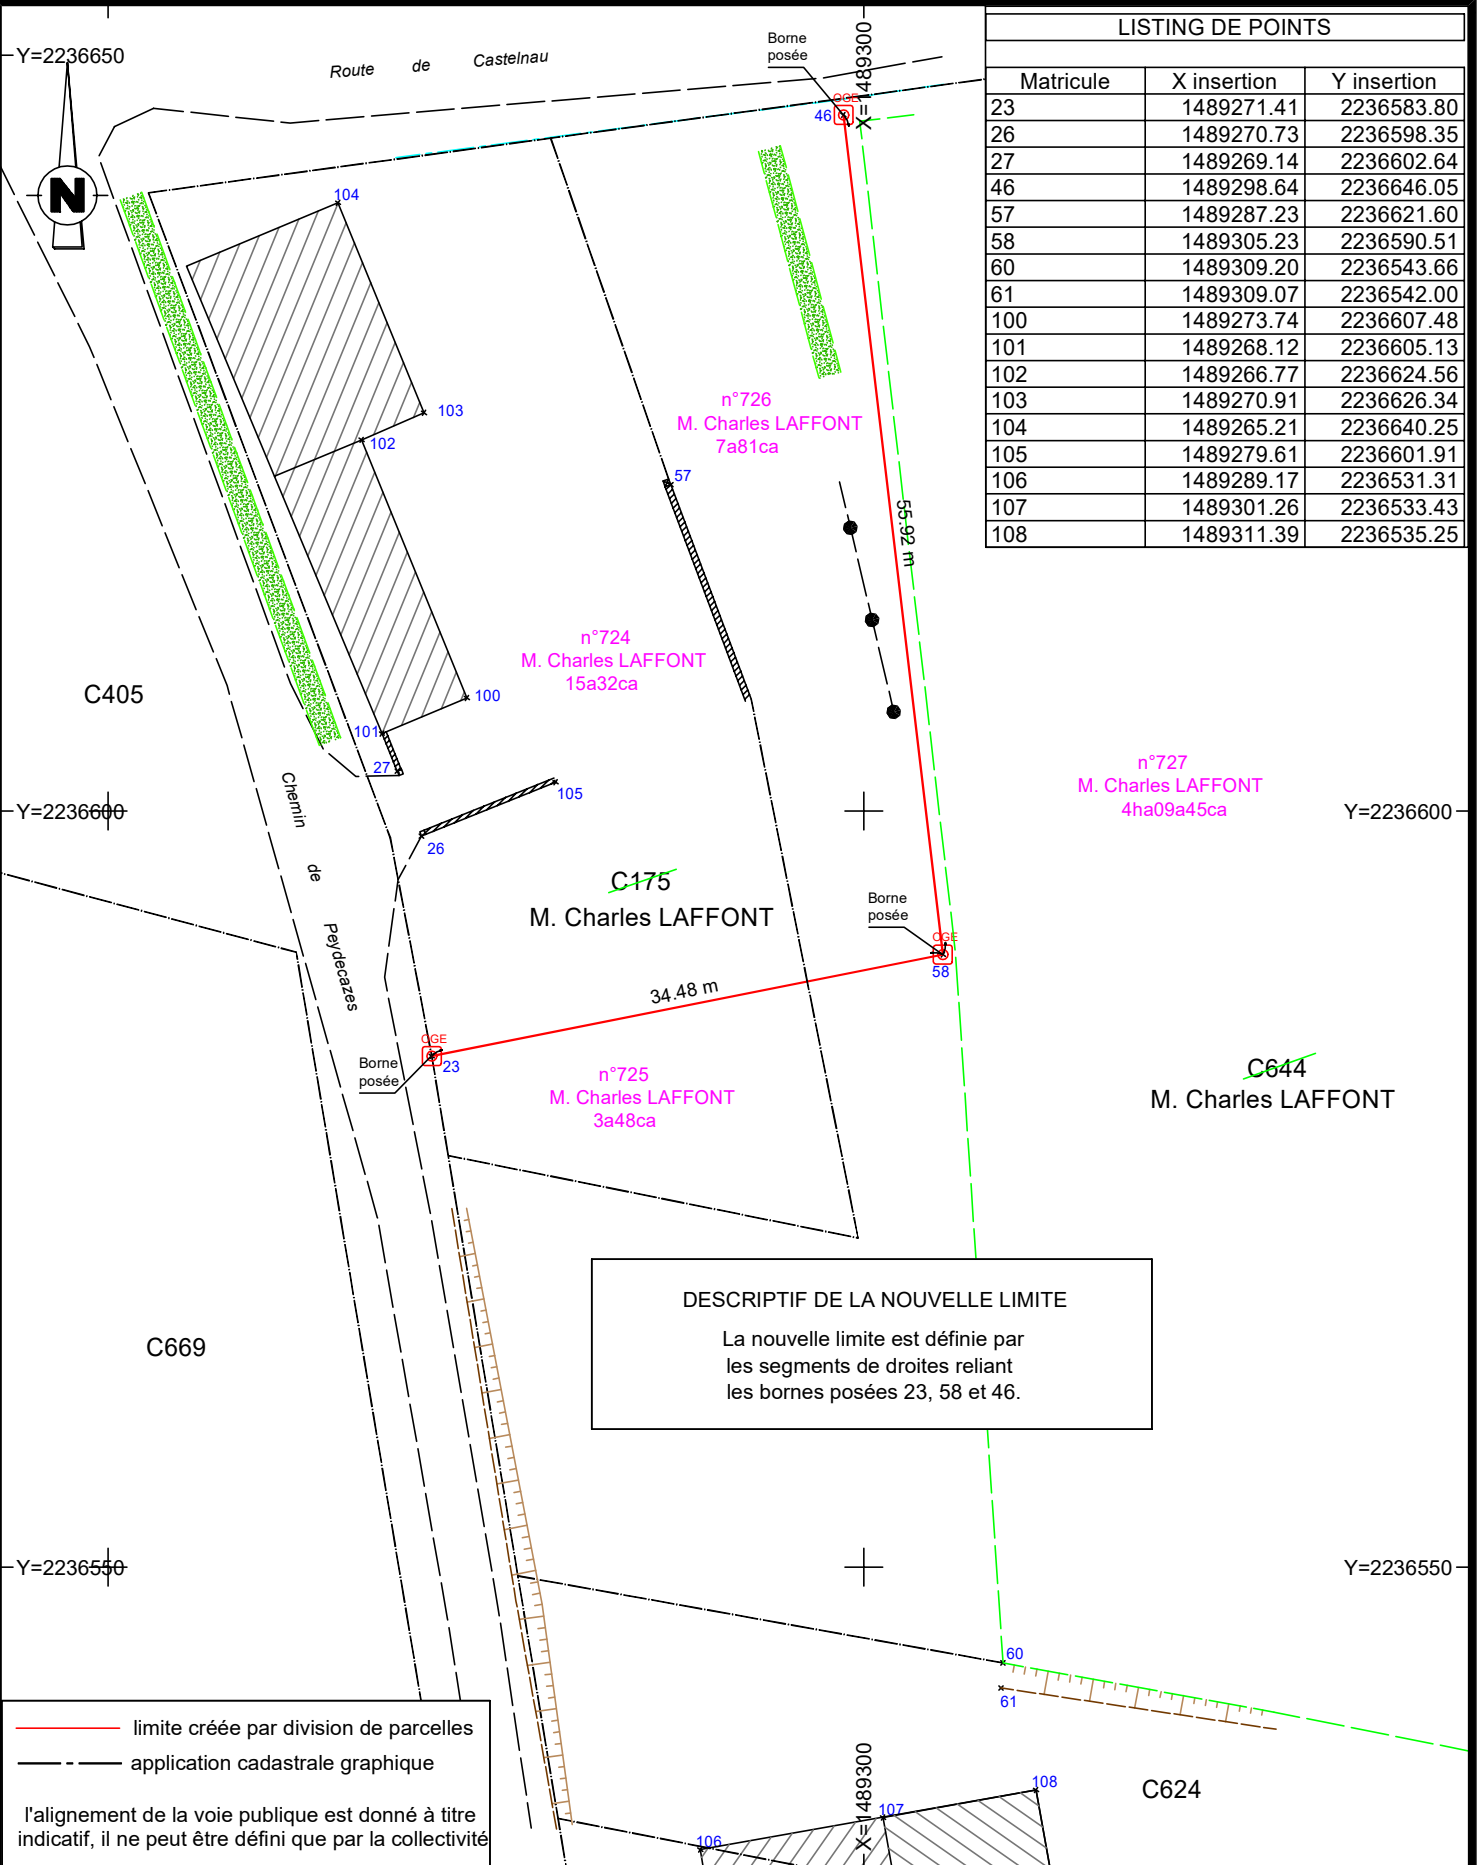 Y=2236650
Route de Castelnau
Borne
posée
X=1489300
OGE
46
N
LISTING DE POINTS
Matricule X insertion Y insertion
23 1489271.41 2236583.80
26 1489270.73 2236598.35
27 1489269.14 2236602.64
46 1489298.64 2236646.05
57 1489287.23 2236621.60
58 1489305.23 2236590.51
60 1489309.20 2236543.66
61 1489309.07 2236542.00
100 1489273.74 2236607.48
101 1489268.12 2236605.13
102 1489266.77 2236624.56
103 1489270.91 2236626.34
104 1489265.21 2236640.25
105 1489279.61 2236601.91
106 1489289.17 2236531.31
107 1489301.26 2236533.43
108 1489311.39 2236535.25
104
103
102
n°726
M. Charles LAFFONT
7a81ca
57
55.92 m
n°724
M. Charles LAFFONT
15a32ca
C405
100
101
27
105
26
n°727
M. Charles LAFFONT
4ha09a45ca
Y=2236600
Y=2236600
Chemin de Peydecazes
C175
M. Charles LAFFONT
Borne
posée
OGE
58
34.48 m
OGE
23
Borne
posée
n°725
M. Charles LAFFONT
3a48ca
C644
M. Charles LAFFONT
DESCRIPTIF DE LA NOUVELLE LIMITE
La nouvelle limite est définie par
les segments de droites reliant
les bornes posées 23, 58 et 46.
C669
Y=2236550
Y=2236550
60
61
limite créée par division de parcelles
application cadastrale graphique
l'alignement de la voie publique est donné à titre
indicatif, il ne peut être défini que par la collectivité
X=1489300
106
107
108
C624